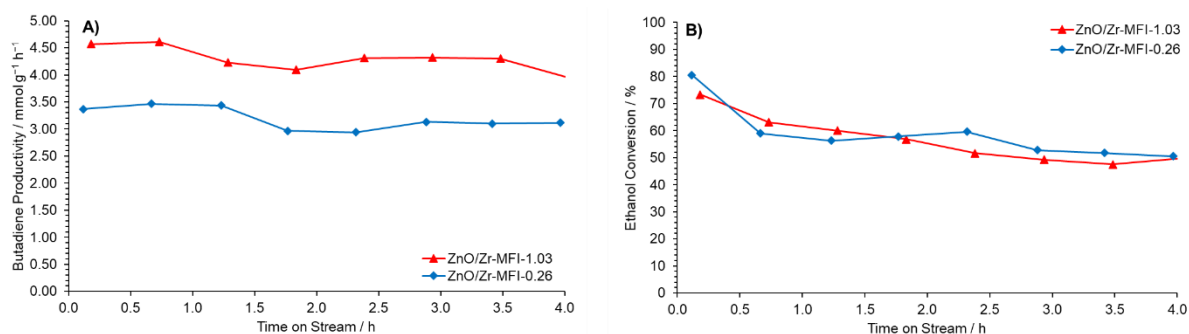 A)
Butadiene Productivity / mmol g⁻¹ h⁻¹
5.00
4.50
4.00
3.50
3.00
2.50
2.00
1.50
1.00
0.50
0.00
0.0 0.5 1.0 1.5 2.0 2.5 3.0 3.5 4.0
Time on Stream / h
ZnO/Zr-MFI-1.03
ZnO/Zr-MFI-0.26
B)
Ethanol Conversion / %
100
90
80
70
60
50
40
30
20
10
0
0.0 0.5 1.0 1.5 2.0 2.5 3.0 3.5 4.0
Time on Stream / h
ZnO/Zr-MFI-1.03
ZnO/Zr-MFI-0.26